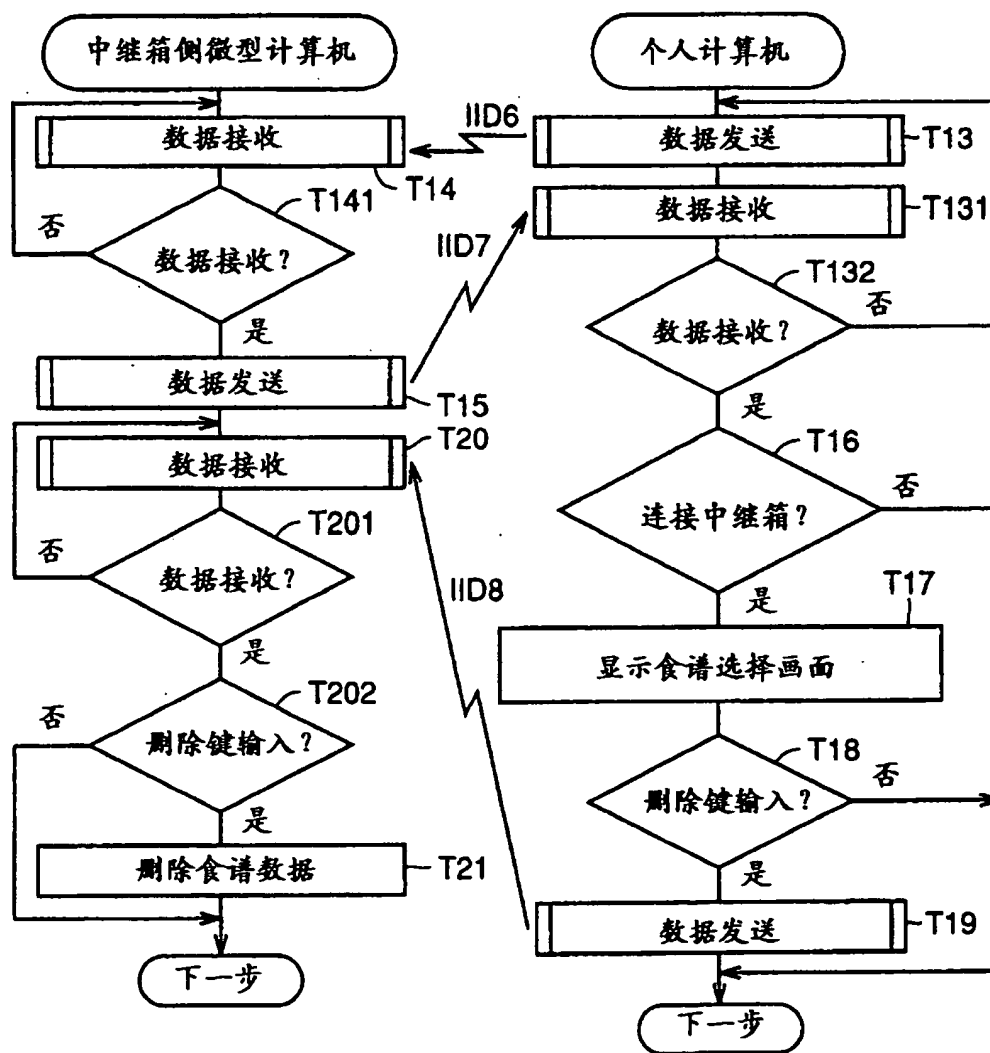 中继箱侧微型计算机
个人计算机
数据接收
IID6
数据发送
T13
T14
T141
数据接收
T131
否
数据接收？
IID7
T132
否
数据接收？
是
数据发送
T15
是
T20
数据接收
T16
T201
连接中继箱？
否
否
数据接收？
IID8
是
T17
是
显示食谱选择画面
T202
否
删除键输入？
T18
否
删除键输入？
是
删除食谱数据
T21
是
数据发送
T19
下一步
下一步